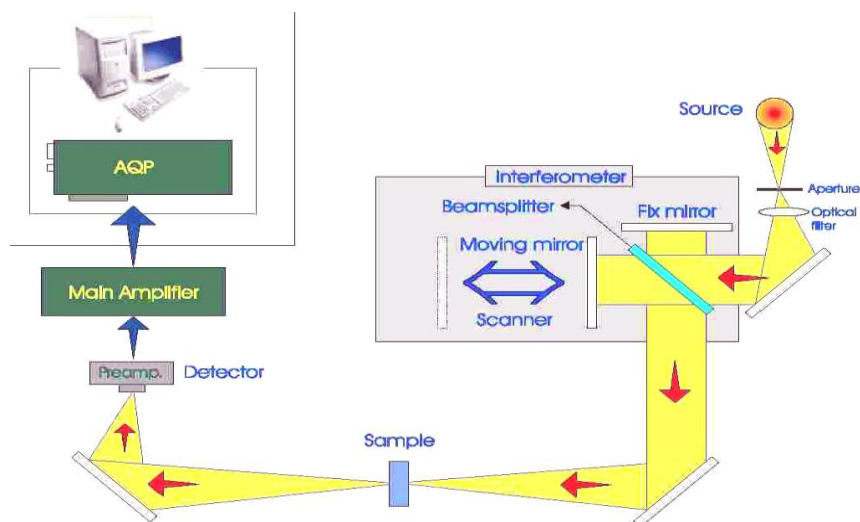 Source
AQP
Interferometer
Aperture
Beamsplitter
Fix mirror
Optical
filter
Moving mirror
Main Amplifier
Scanner
Preamp.
Detector
Sample